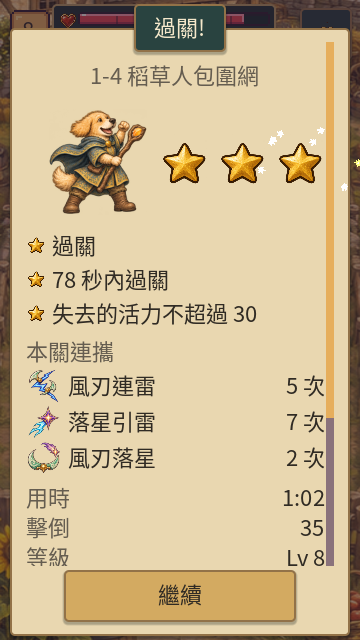 過關!
1-4 稻草人包圍網
過關
78 秒內過關
失去的活力不超過 30
本關連攜
風刃連雷 5 次
落星引雷 7 次
風刃落星 2 次
用時 1:02
擊倒 35
等級 Lv 8
繼續